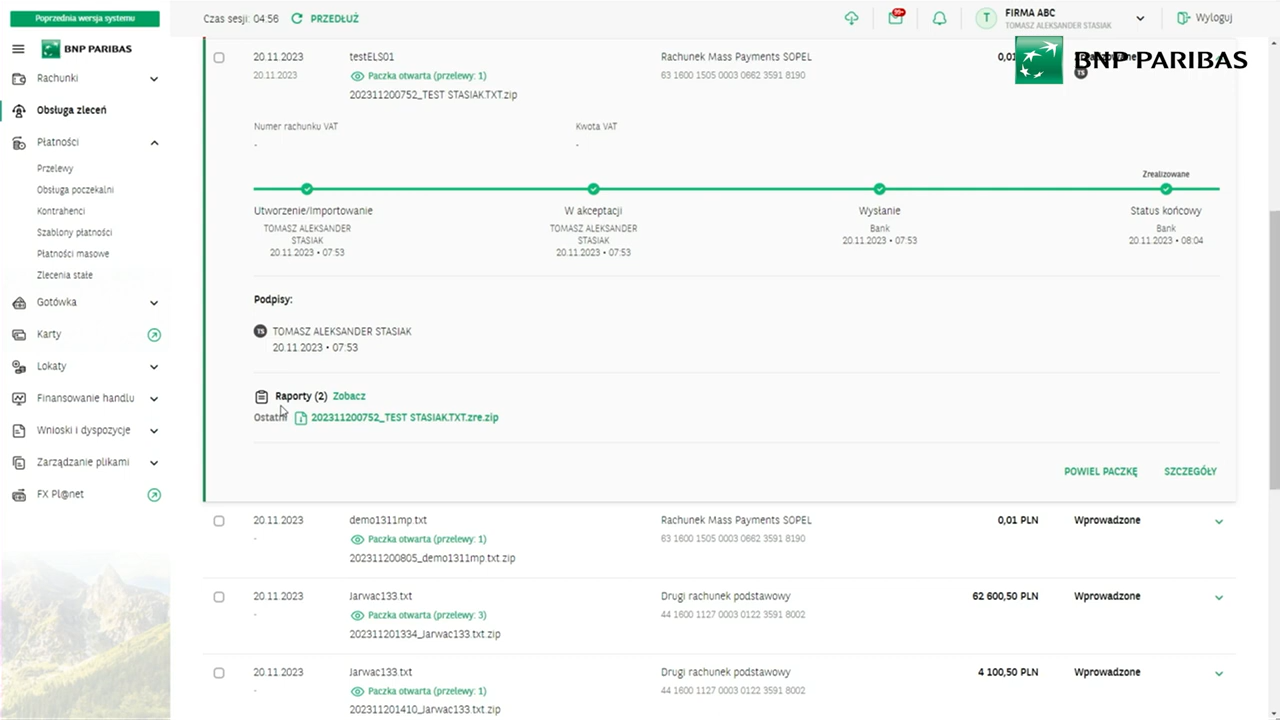 Poprzednia wersja systemu
Czas sesji: 04:56 PRZEDŁUŻ
99+
T
FIRMA ABC
TOMASZ ALEKSANDER STASIAK
Wyloguj
BNP PARIBAS
BNP PARIBAS
Rachunki
Obsługa zleceń
Płatności
Przelewy
Obsługa poczekalni
Kontrahenci
Szablony płatności
Płatności masowe
Zlecenia stałe
Gotówka
Karty
Lokaty
Finansowanie handlu
Wnioski i dyspozycje
Zarządzanie plikami
FX Pl@net
20.11.2023 testELS01 Rachunek Mass Payments SOPEL 0,01
20.11.2023 Paczka otwarta (przelewy: 1) 63 1600 1505 0003 0662 3591 8190 TS
202311200752_TEST STASIAK.TXT.zip
Numer rachunku VAT Kwota VAT
- -
Zrealizowane
Utworzenie/Importowanie W akceptacji Wysłanie Status końcowy
TOMASZ ALEKSANDER STASIAK TOMASZ ALEKSANDER STASIAK Bank Bank
20.11.2023 • 07:53 20.11.2023 • 07:53 20.11.2023 • 07:53 20.11.2023 • 08:04
Podpisy:
TS TOMASZ ALEKSANDER STASIAK
20.11.2023 • 07:53
Raporty (2) Zobacz
Ostatni 202311200752_TEST STASIAK.TXT.zre.zip
POWIEL PACZKĘ SZCZEGÓŁY
20.11.2023 demo1311mp.txt Rachunek Mass Payments SOPEL 0,01 PLN Wprowadzone
- Paczka otwarta (przelewy: 1) 63 1600 1505 0003 0662 3591 8190
202311200805_demo1311mp.txt.zip
20.11.2023 Jarwac133.txt Drugi rachunek podstawowy 62 600,50 PLN Wprowadzone
- Paczka otwarta (przelewy: 3) 44 1600 1127 0003 0122 3591 8002
202311201334_Jarwac133.txt.zip
20.11.2023 Jarwac133.txt Drugi rachunek podstawowy 4 100,50 PLN Wprowadzone
- Paczka otwarta (przelewy: 1) 44 1600 1127 0003 0122 3591 8002
202311201410_Jarwac133.txt.zip